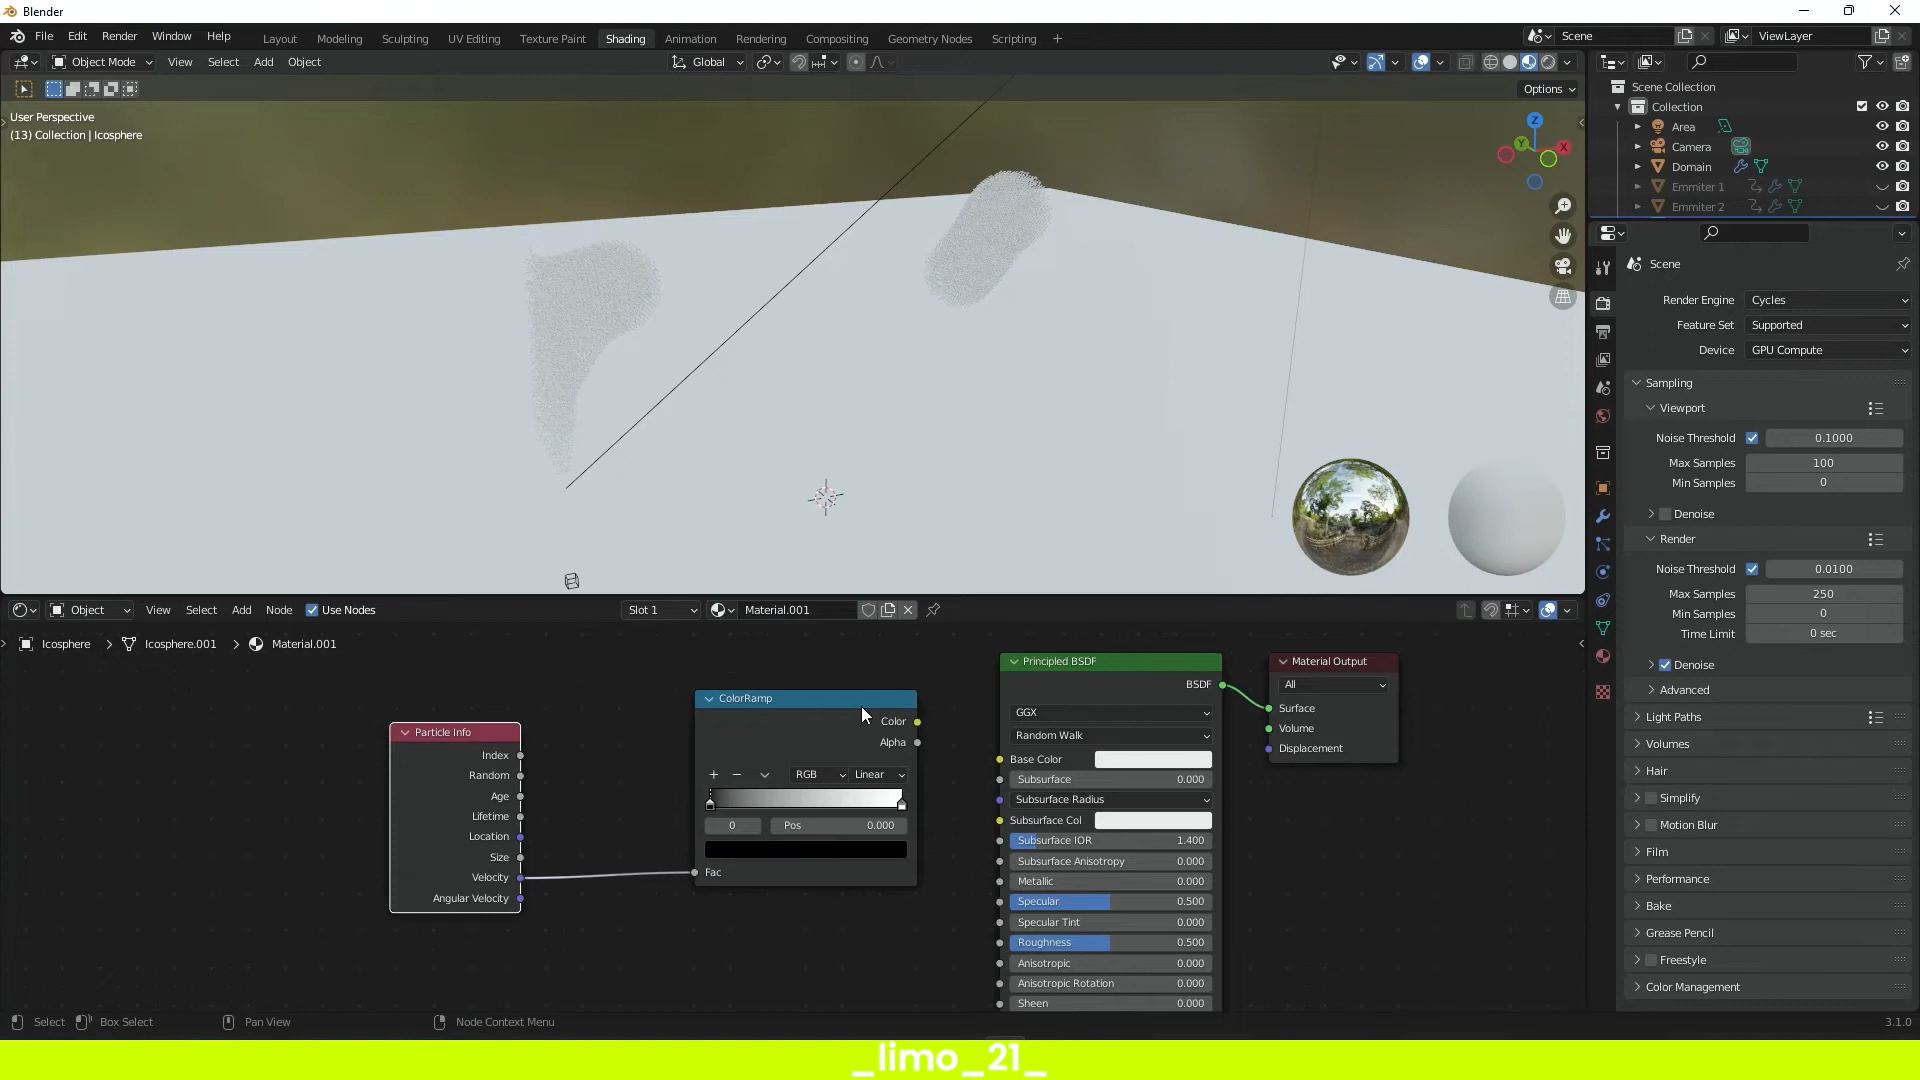 Blender
File Edit Render Window Help Layout Modeling Sculpting UV Editing Texture Paint Shading Animation Rendering Compositing Geometry Nodes Scripting + Scene ViewLayer
Object Mode View Select Add Object Global
Options
User Perspective
(13) Collection | Icosphere
Z
Y
X
Scene Collection
Collection
Area
Camera
Domain
Emmiter 1
Emmiter 2
Scene
Render Engine Cycles
Feature Set Supported
Device GPU Compute
Sampling
Viewport
Noise Threshold 0.1000
Max Samples 100
Min Samples 0
Denoise
Render
Noise Threshold 0.0100
Max Samples 250
Min Samples 0
Time Limit 0 sec
Denoise
Advanced
Light Paths
Volumes
Hair
Simplify
Motion Blur
Film
Performance
Bake
Grease Pencil
Freestyle
Color Management
Object View Select Add Node Use Nodes Slot 1 Material.001
Icosphere > Icosphere.001 > Material.001
Particle Info
Index
Random
Age
Lifetime
Location
Size
Velocity
Angular Velocity
ColorRamp
Color
Alpha
+ − RGB Linear
0 Pos 0.000
Fac
Principled BSDF
BSDF
GGX
Random Walk
Base Color
Subsurface 0.000
Subsurface Radius
Subsurface Col
Subsurface IOR 1.400
Subsurface Anisotropy 0.000
Metallic 0.000
Specular 0.500
Specular Tint 0.000
Roughness 0.500
Anisotropic 0.000
Anisotropic Rotation 0.000
Sheen 0.000
Material Output
All
Surface
Volume
Displacement
Select Box Select Pan View Node Context Menu 3.1.0
_limo_21_